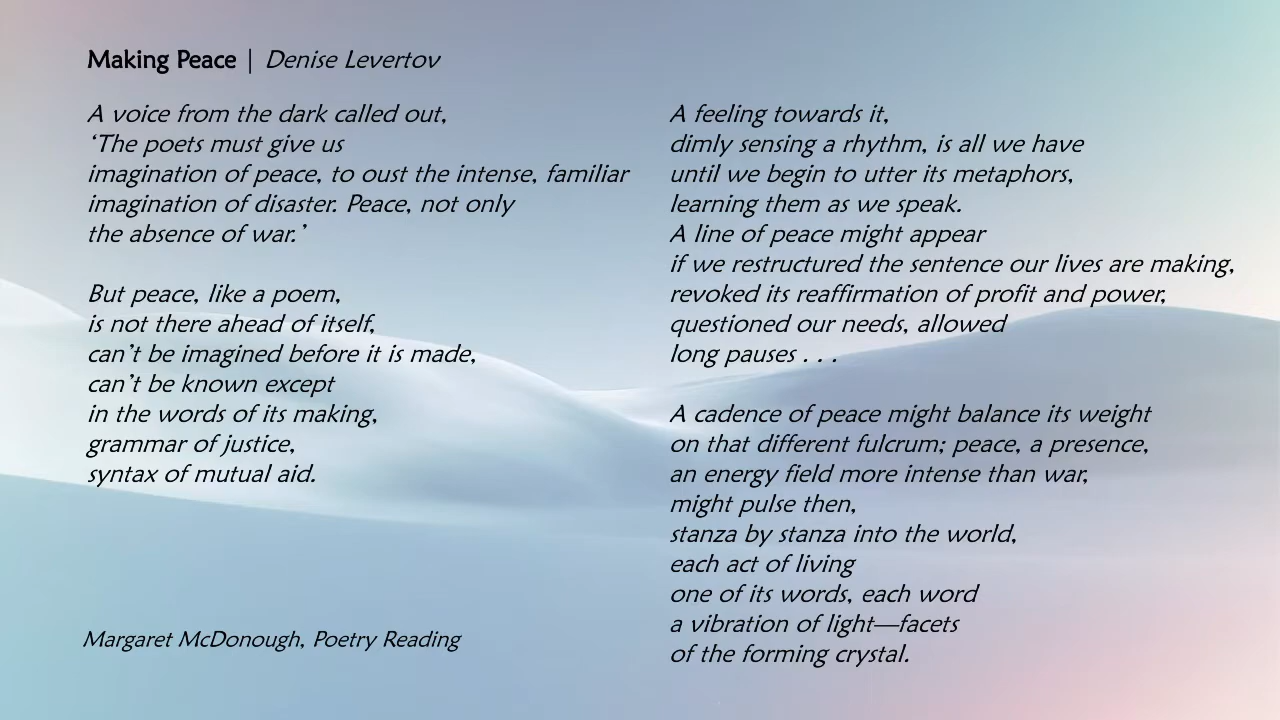 Making Peace | Denise Levertov
A voice from the dark called out,
‘The poets must give us
imagination of peace, to oust the intense, familiar
imagination of disaster. Peace, not only
the absence of war.’
But peace, like a poem,
is not there ahead of itself,
can’t be imagined before it is made,
can’t be known except
in the words of its making,
grammar of justice,
syntax of mutual aid.
A feeling towards it,
dimly sensing a rhythm, is all we have
until we begin to utter its metaphors,
learning them as we speak.
A line of peace might appear
if we restructured the sentence our lives are making,
revoked its reaffirmation of profit and power,
questioned our needs, allowed
long pauses . . .
A cadence of peace might balance its weight
on that different fulcrum; peace, a presence,
an energy field more intense than war,
might pulse then,
stanza by stanza into the world,
each act of living
one of its words, each word
a vibration of light—facets
of the forming crystal.
Margaret McDonough, Poetry Reading